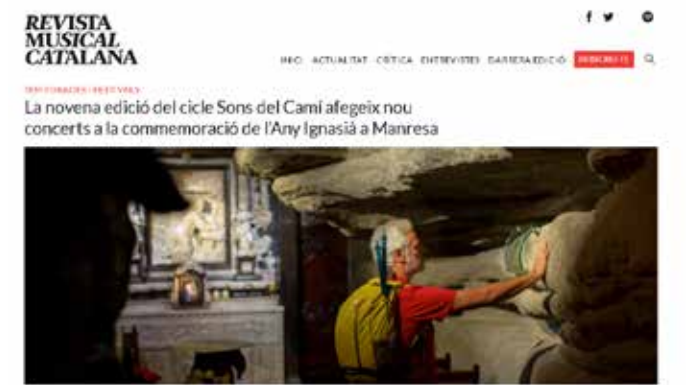 REVISTA
MUSICAL
CATALANA
INICI ACTUALITAT CRÍTICA ENTREVISTES DARRERA EDICIÓ
La novena edició del cicle Sons del Camí afegeix nou
concerts a la commemoració de l'Any Ignasià a Manresa